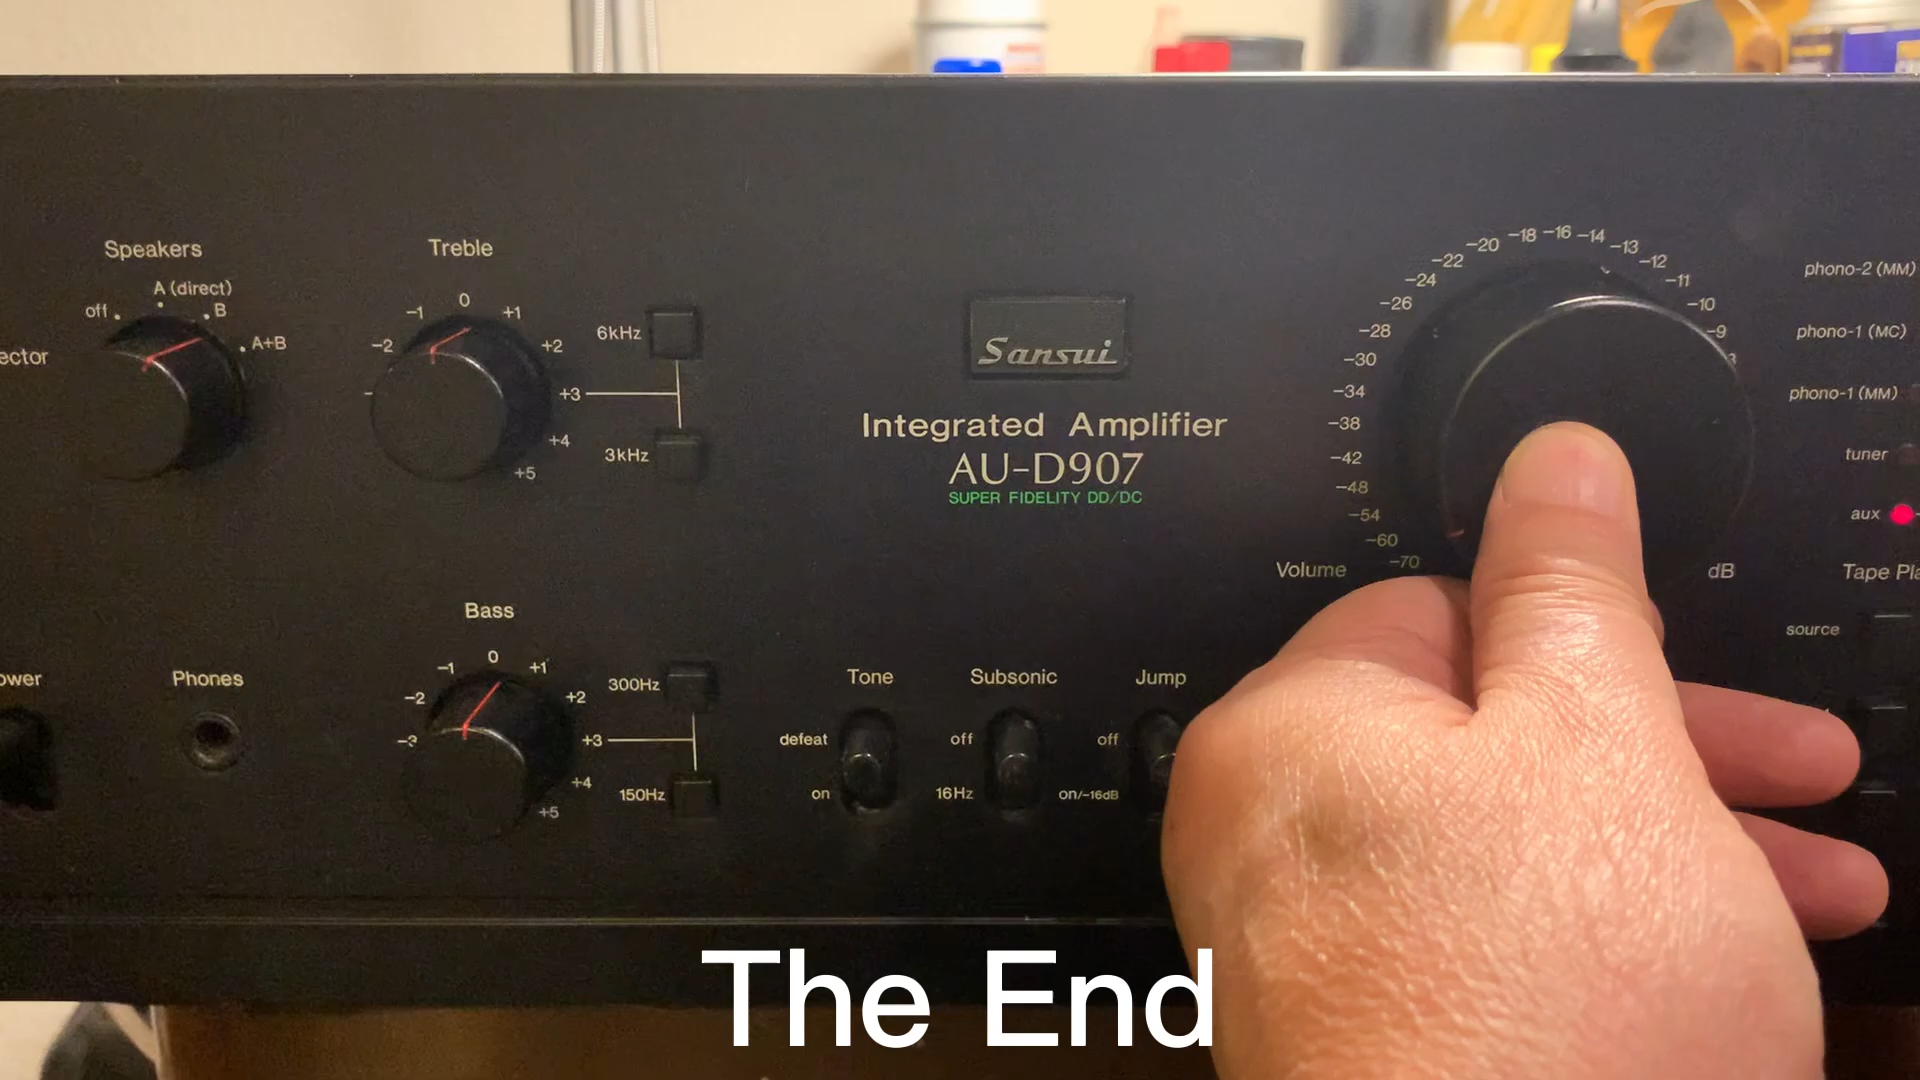 Speakers
A (direct)
off
B
A+B
ector
Treble
0
-1
+1
-2
+2
+3
+4
+5
6kHz
3kHz
Sansui
Integrated Amplifier
AU-D907
SUPER FIDELITY DD/DC
-20
-18
-16
-14
-13
-22
-12
-24
-11
-26
-10
-28
-9
-30
-34
-38
-42
-48
-54
-60
-70
Volume
dB
phono-2 (MM)
phono-1 (MC)
phono-1 (MM)
tuner
aux
Tape Pla
source
ower
Phones
Bass
0
-1
+1
-2
+2
-3
+3
+4
+5
300Hz
150Hz
Tone
defeat
on
Subsonic
off
16Hz
Jump
off
on/-16dB
The End